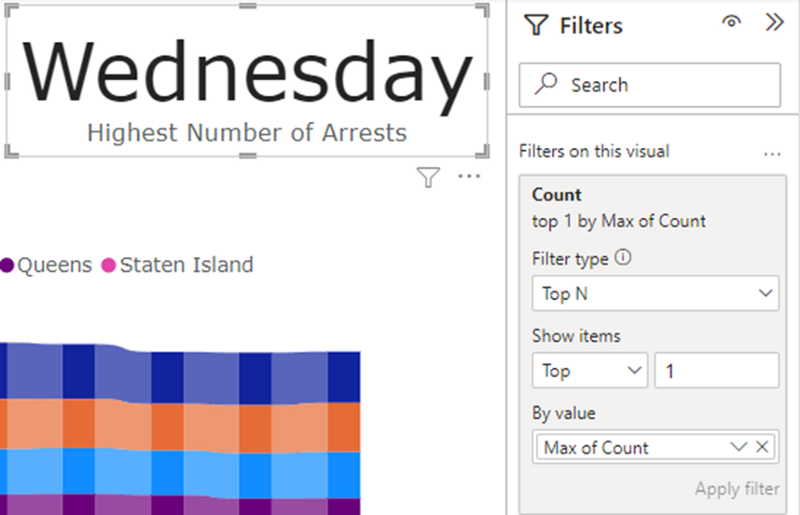 Wednesday
Highest Number of Arrests
Queens Staten Island
Filters
Search
Filters on this visual
Count
top 1 by Max of Count
Filter type
Top N
Show items
Top 1
By value
Max of Count
Apply filter